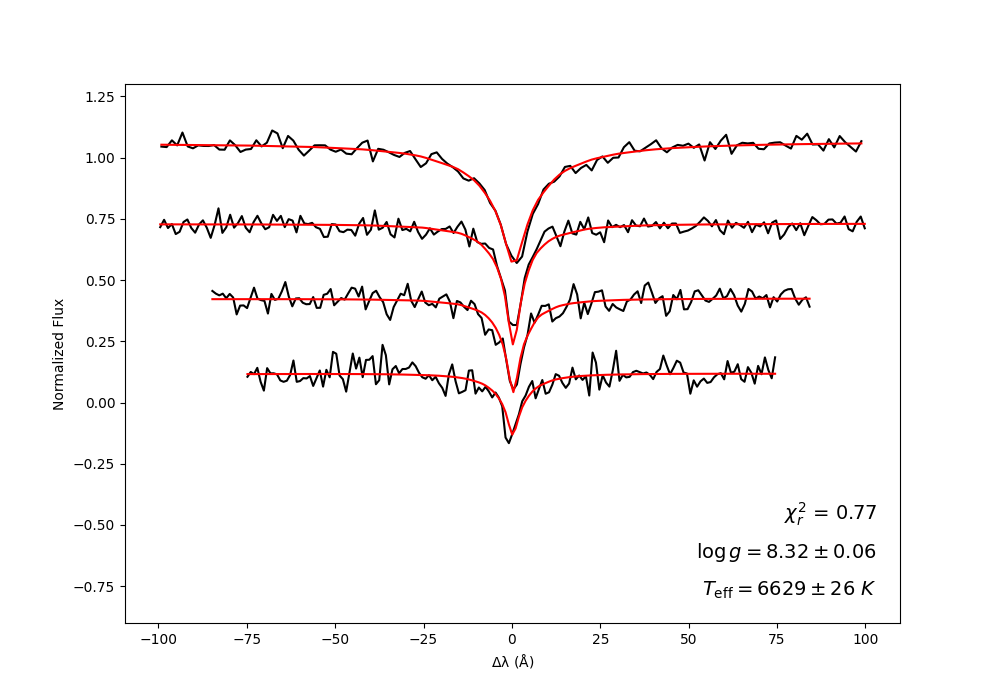 1.25
1.00
0.75
0.50
0.25
0.00
−0.25
−0.50
−0.75
Normalized Flux
χ²ᵣ = 0.77
log g = 8.32 ± 0.06
T_eff = 6629 ± 26 K
−100 −75 −50 −25 0 25 50 75 100
Δλ (Å)